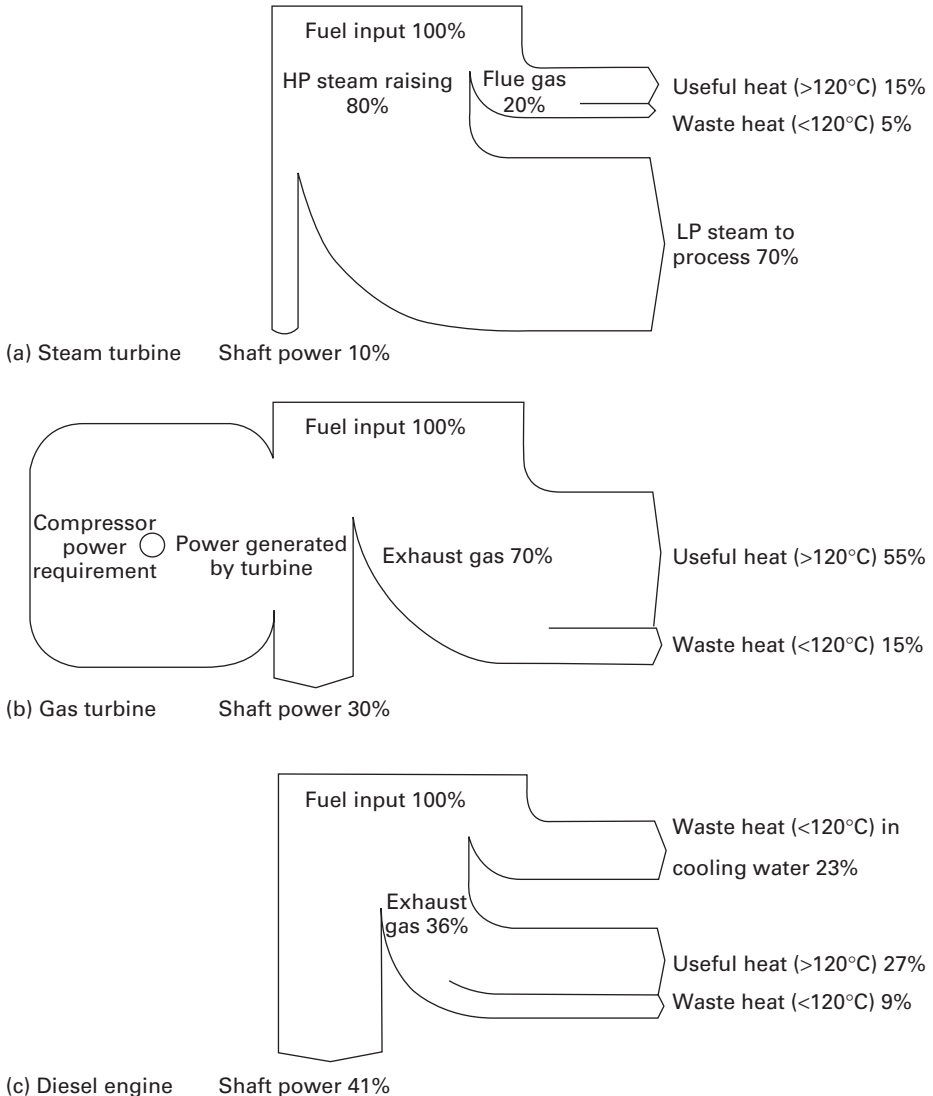 Fuel input 100%
HP steam raising
80%
Flue gas
20%
Useful heat (>120°C) 15%
Waste heat (<120°C) 5%
LP steam to
process 70%
(a) Steam turbine Shaft power 10%
Fuel input 100%
Compressor
power
requirement
Power generated
by turbine
Exhaust gas 70%
Useful heat (>120°C) 55%
Waste heat (<120°C) 15%
(b) Gas turbine Shaft power 30%
Fuel input 100%
Waste heat (<120°C) in
cooling water 23%
Exhaust
gas 36%
Useful heat (>120°C) 27%
Waste heat (<120°C) 9%
(c) Diesel engine Shaft power 41%